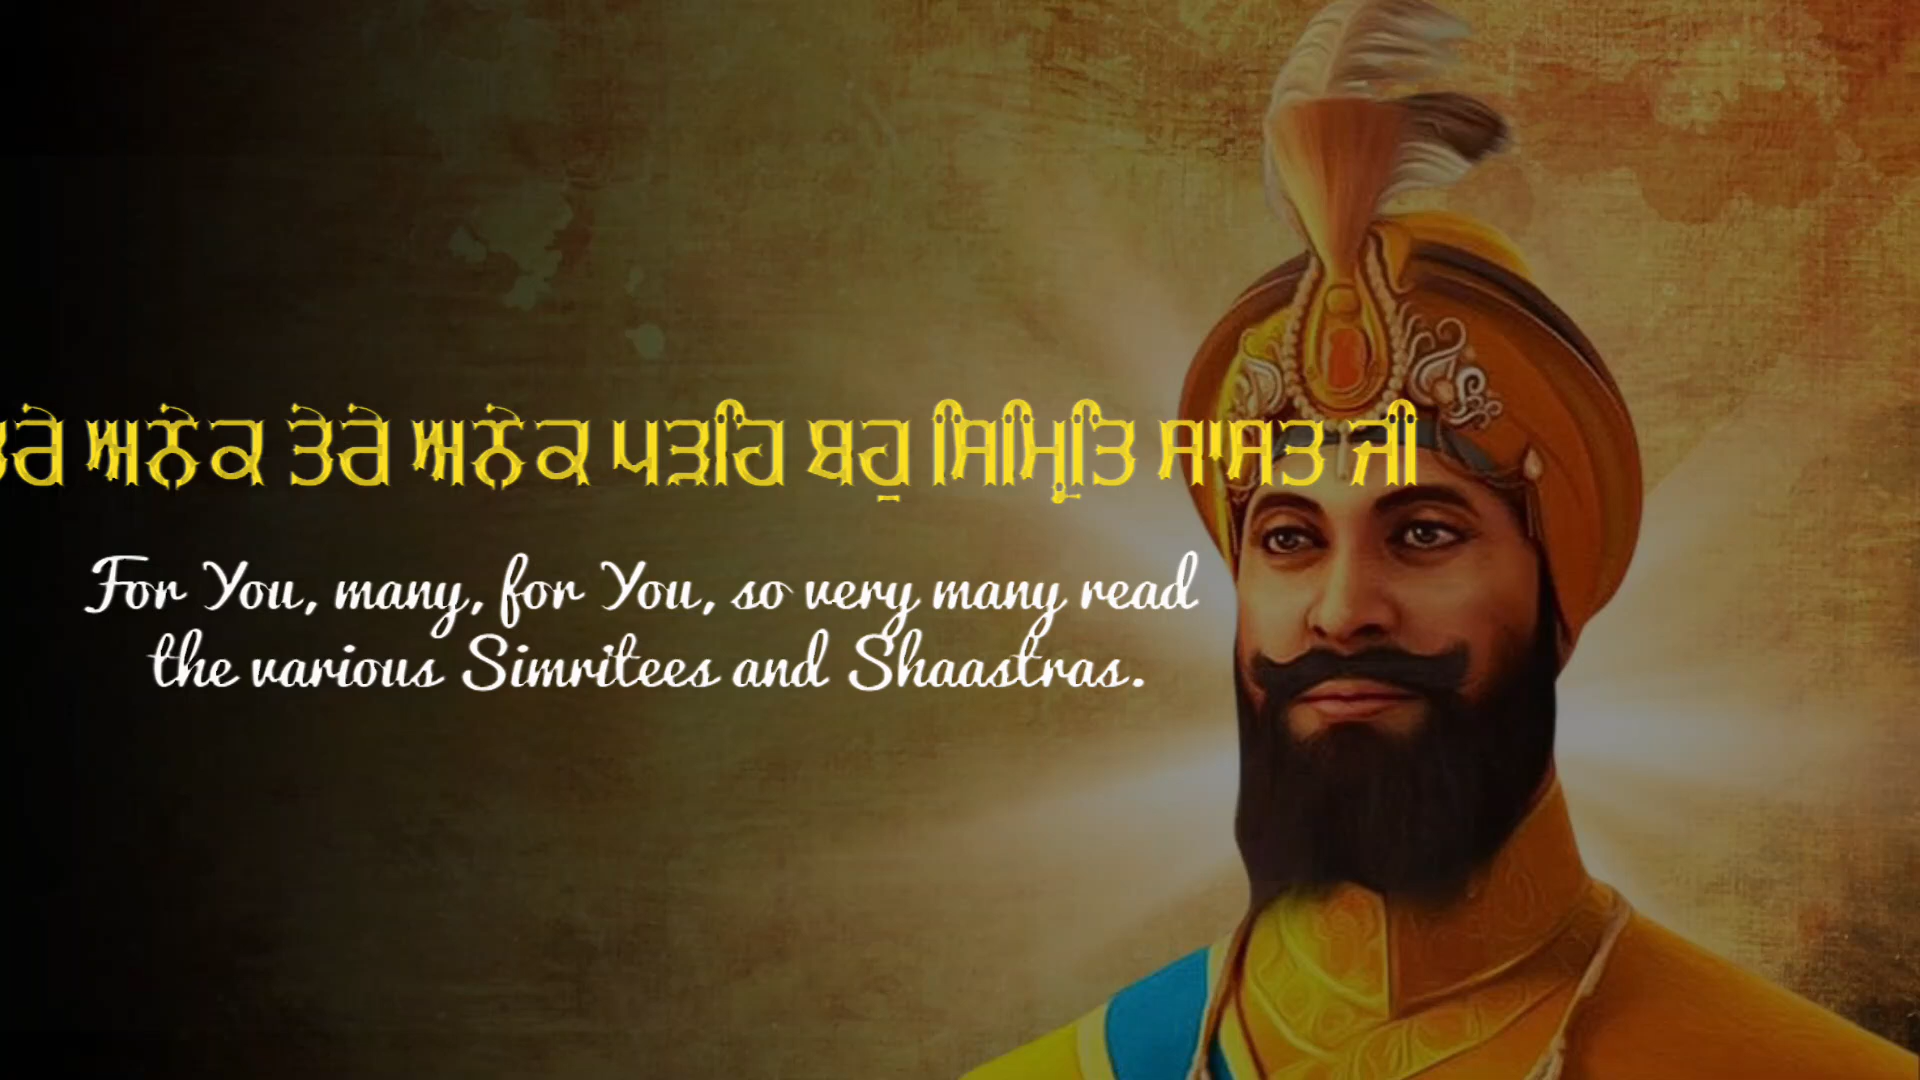 ਅਨੇਕ ਤੇਰੇ ਅਨੇਕ ਪੜਹਿ ਬਹੁ ਸਿਮ੍ਰਿਤਿ ਸਾਸਤ ਜੀ
For You, many, for You, so very many read
the various Simritees and Shaastras.